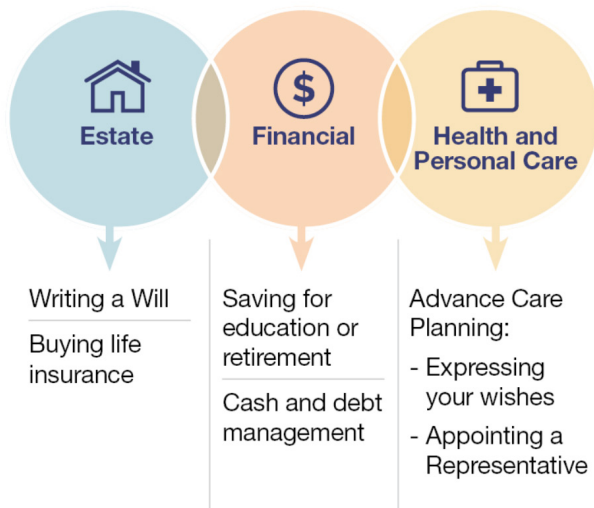 $
Estate
Financial
Health and
Personal Care
Writing a Will
Buying life
insurance
Saving for
education or
retirement
Cash and debt
management
Advance Care
Planning:
- Expressing
your wishes
- Appointing a
Representative